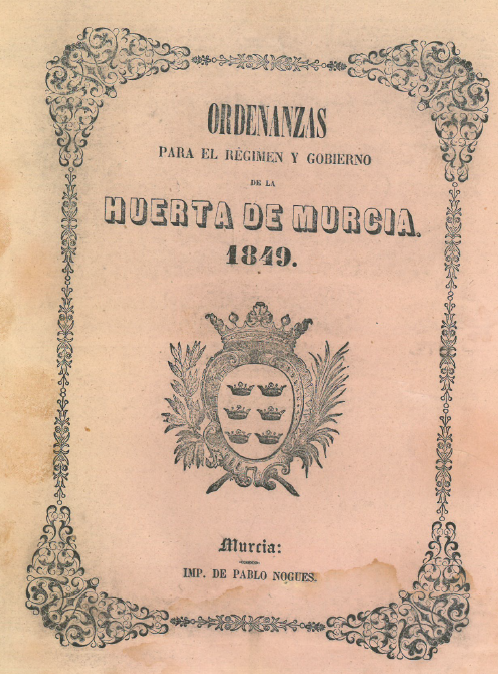 ORDENANZAS
PARA EL RÉGIMEN Y GOBIERNO
DE LA
HUERTA DE MURCIA.
1849.
Murcia:
IMP. DE PABLO NOGUES.